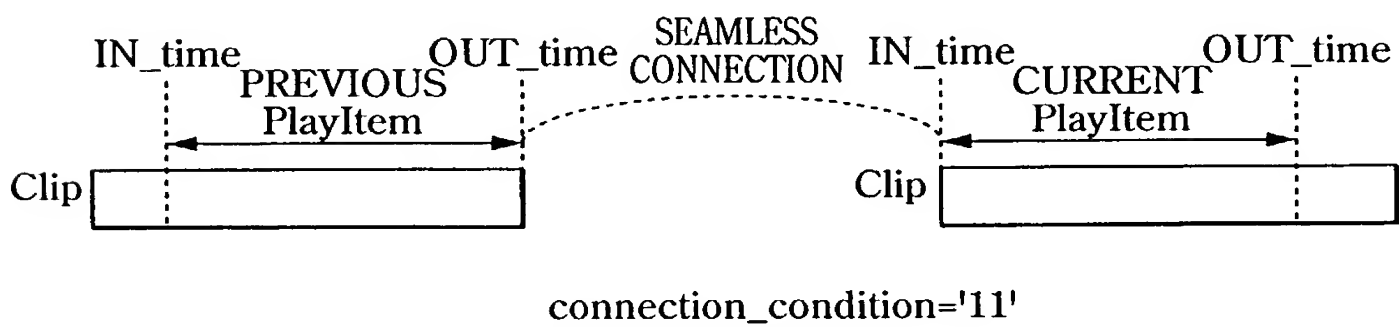 IN_time
OUT_time
SEAMLESS
CONNECTION
IN_time
OUT_time
PREVIOUS
PlayItem
CURRENT
PlayItem
Clip
Clip
connection_condition='11'